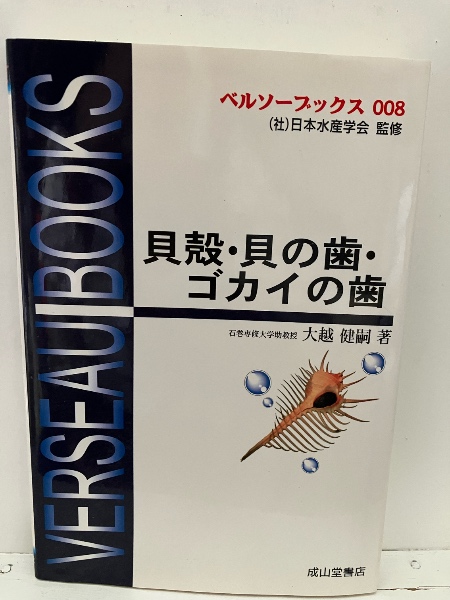 VERSEAU BOOKS
ベルソーブックス 008
(社)日本水産学会 監修
貝殻・貝の歯・
ゴカイの歯
石巻専修大学助教授 大越 健嗣 著
成山堂書店